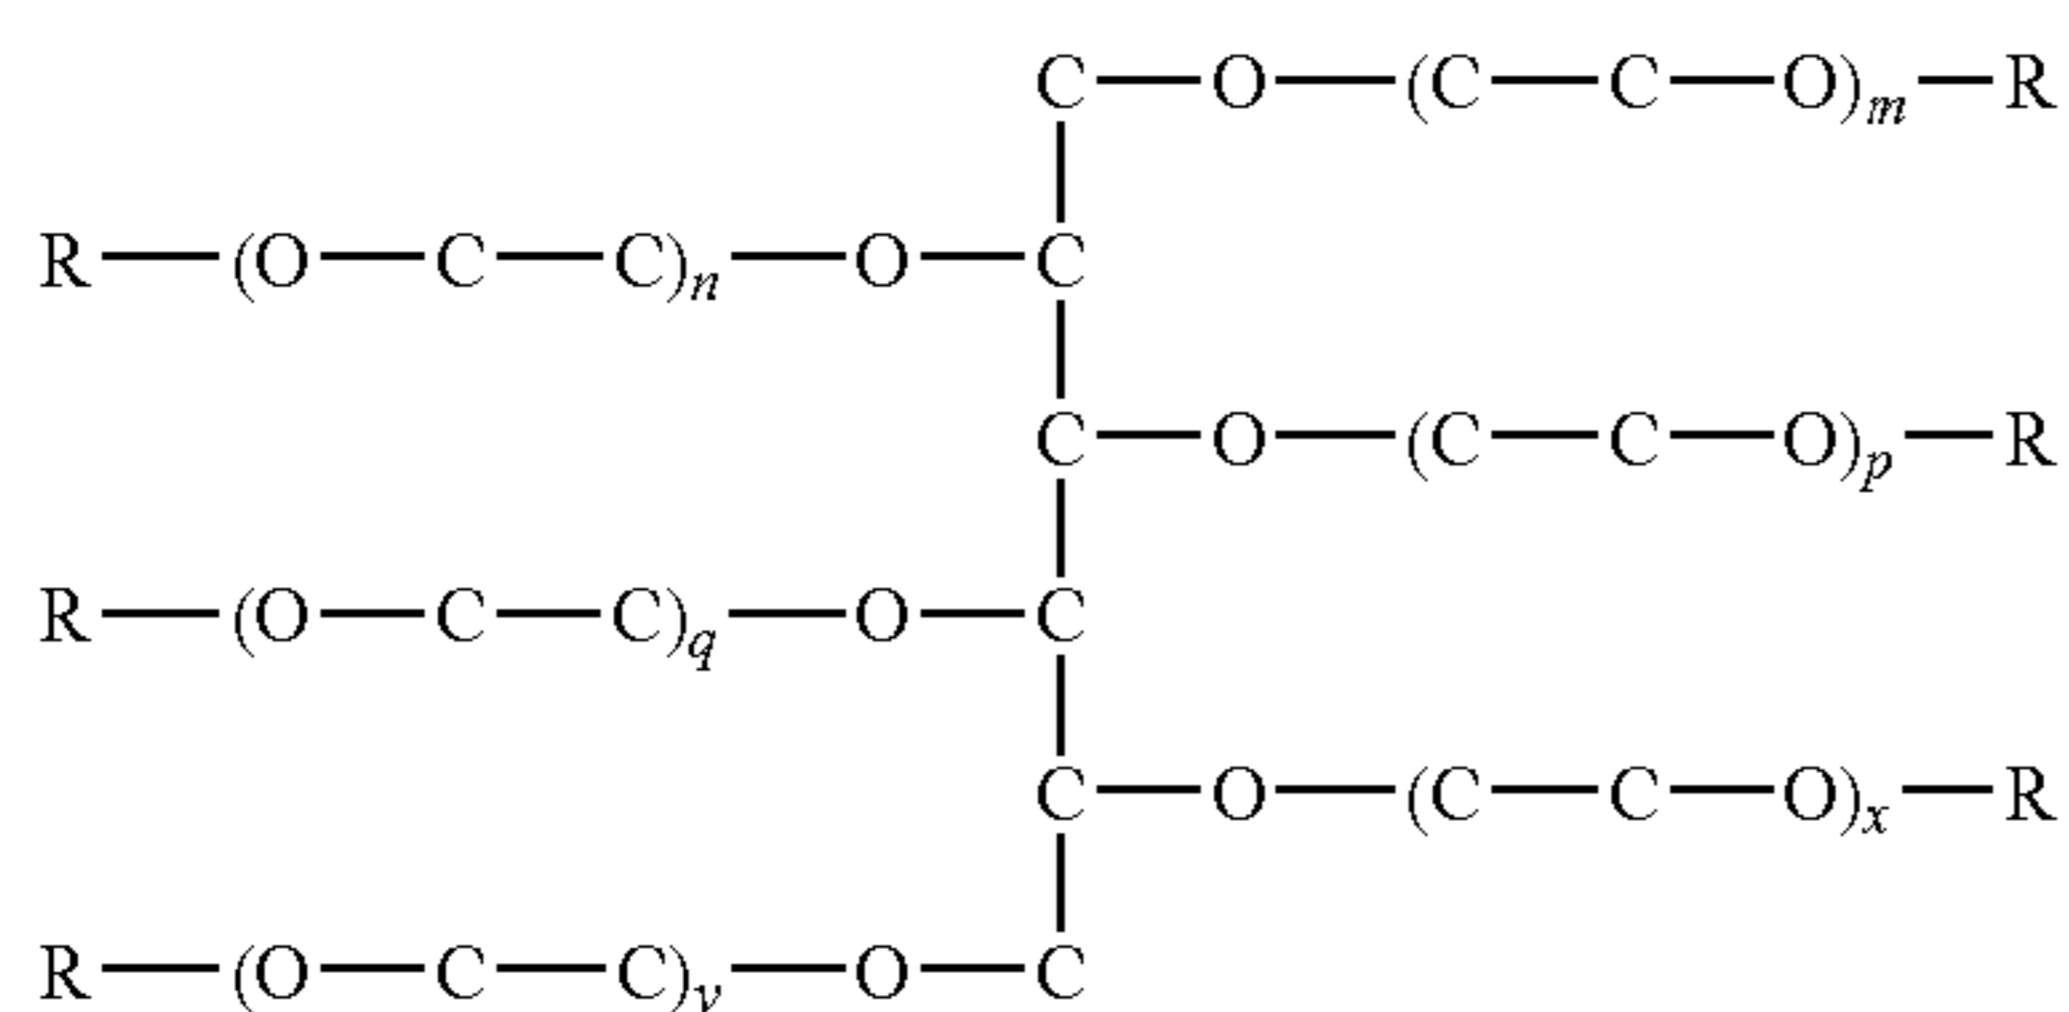 C—O—(C—C—O)m—R
R—(O—C—C)n—O—C
C—O—(C—C—O)p—R
R—(O—C—C)q—O—C
C—O—(C—C—O)x—R
R—(O—C—C)y—O—C